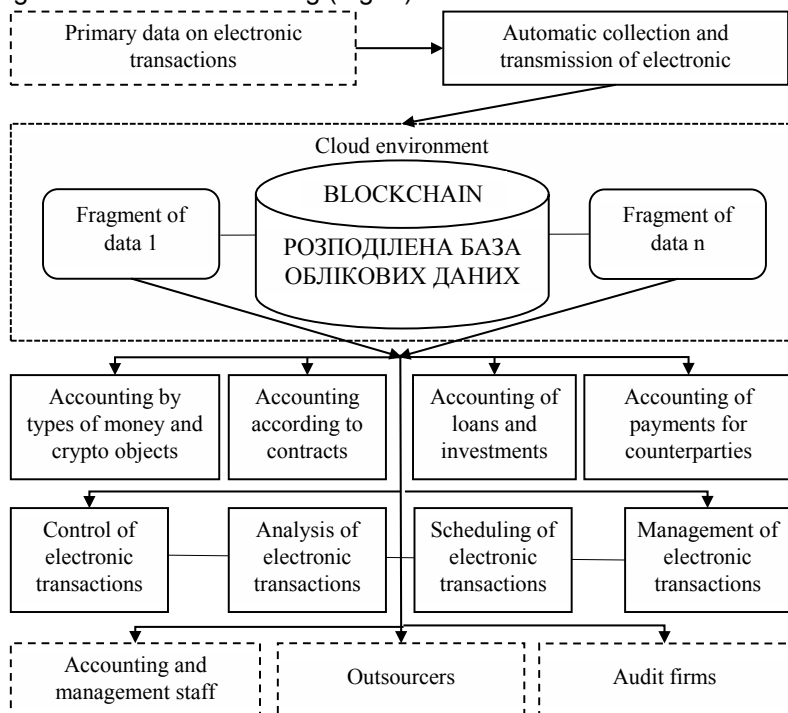 Primary data on electronic
transactions
Automatic collection and
transmission of electronic
Cloud environment
BLOCKCHAIN
РОЗПОДІЛЕНА БАЗА
ОБЛІКОВИХ ДАНИХ
Fragment of
data 1
Fragment of
data n
Accounting by
types of money and
crypto objects
Accounting
according to
contracts
Accounting of
loans and
investments
Accounting of
payments for
counterparties
Control of
electronic
transactions
Analysis of
electronic
transactions
Scheduling of
electronic
transactions
Management of
electronic
transactions
Accounting and
management staff
Outsourcers
Audit firms